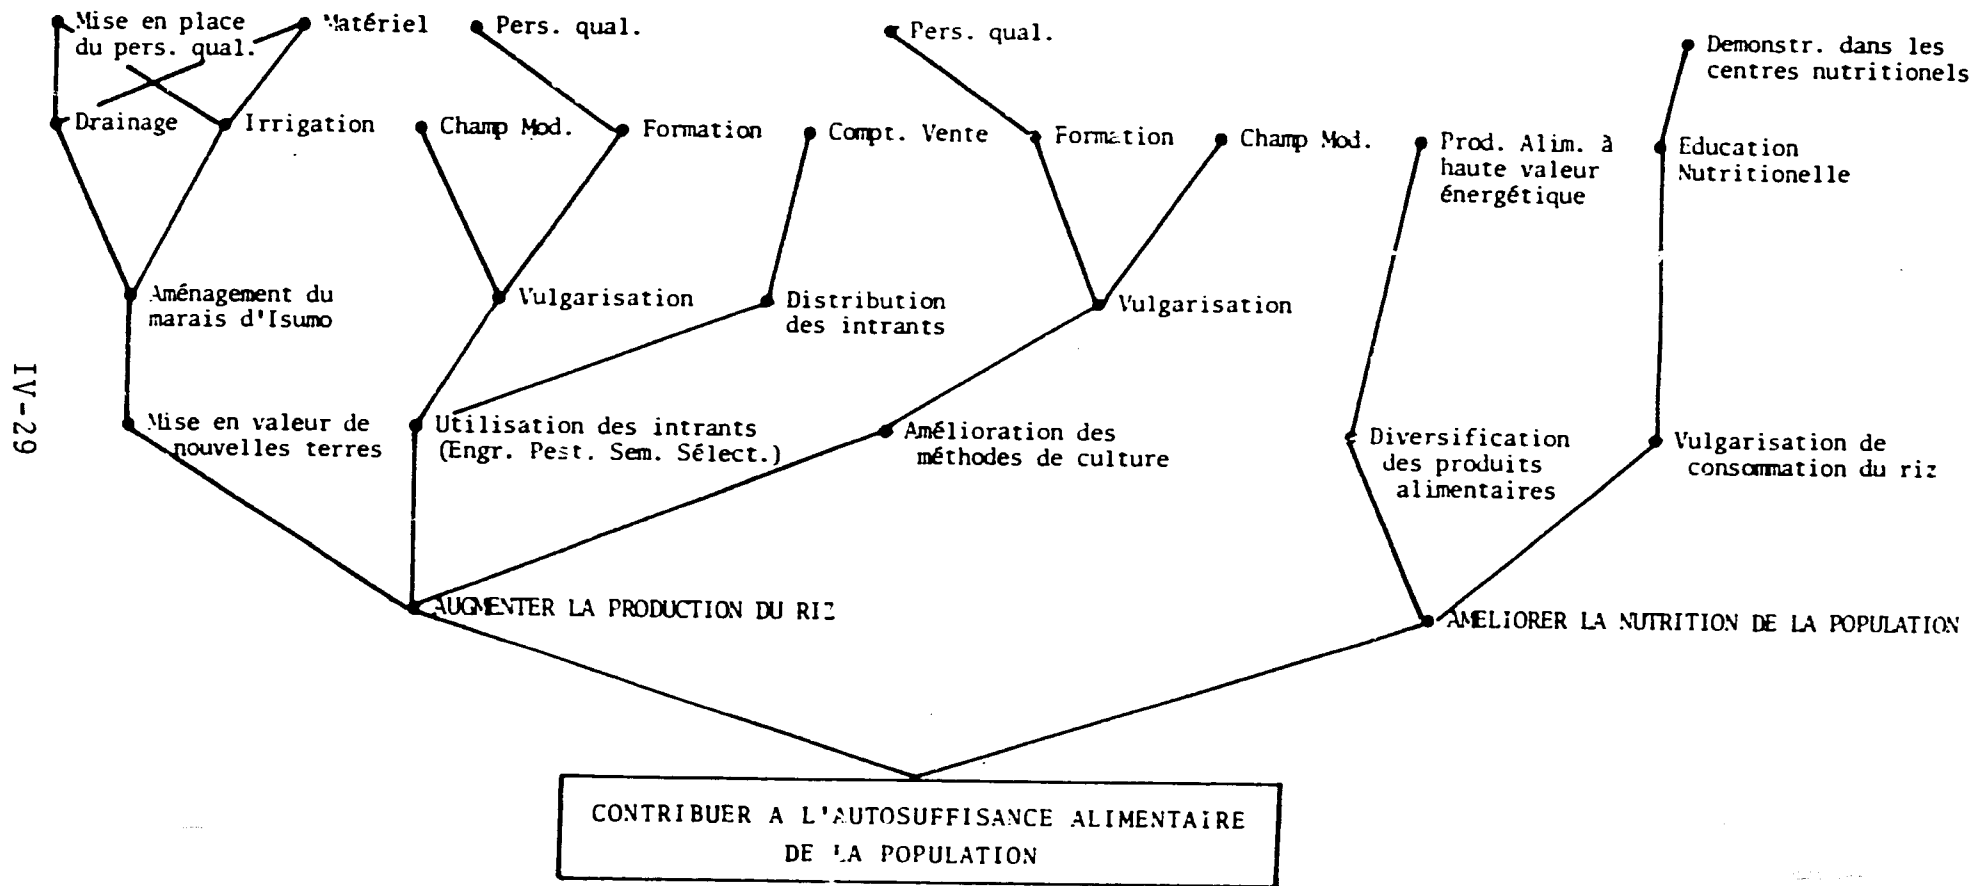 Mise en place
du pers. qual.
Matériel
Pers. qual.
Pers. qual.
Demonstr. dans les
centres nutritionels
Drainage
Irrigation
Champ Mod.
Formation
Compt. Vente
Formation
Champ Mod.
Prod. Alim. à
haute valeur
énergétique
Education
Nutritionelle
Aménagement du
marais d'Isumo
Vulgarisation
Distribution
des intrants
Vulgarisation
Mise en valeur de
nouvelles terres
Utilisation des intrants
(Engr. Pest. Sem. Sélect.)
Amélioration des
méthodes de culture
Diversification
des produits
alimentaires
Vulgarisation de
consommation du riz
AUGMENTER LA PRODUCTION DU RIZ
AMELIORER LA NUTRITION DE LA POPULATION
CONTRIBUER A L'AUTOSUFFISANCE ALIMENTAIRE
DE LA POPULATION
IV-29